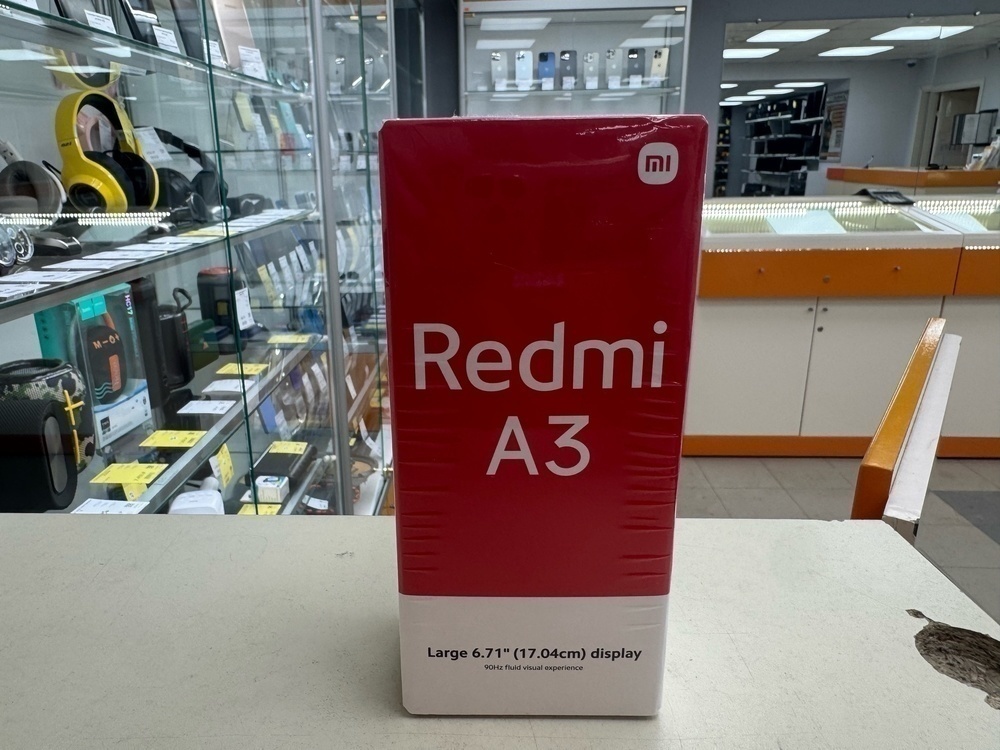 mi
Redmi
A3
Large 6.71" (17.04cm) display
90Hz fluid visual experience